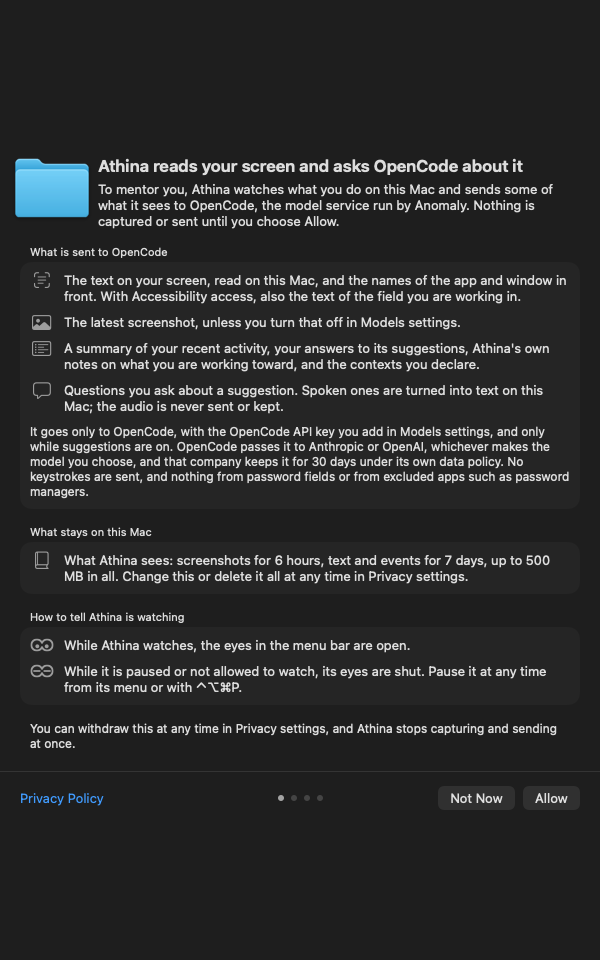 Athina reads your screen and asks OpenCode about it
To mentor you, Athina watches what you do on this Mac and sends some of
what it sees to OpenCode, the model service run by Anomaly. Nothing is
captured or sent until you choose Allow.
What is sent to OpenCode
The text on your screen, read on this Mac, and the names of the app and window in
front. With Accessibility access, also the text of the field you are working in.
The latest screenshot, unless you turn that off in Models settings.
A summary of your recent activity, your answers to its suggestions, Athina's own
notes on what you are working toward, and the contexts you declare.
Questions you ask about a suggestion. Spoken ones are turned into text on this
Mac; the audio is never sent or kept.
It goes only to OpenCode, with the OpenCode API key you add in Models settings, and only
while suggestions are on. OpenCode passes it to Anthropic or OpenAI, whichever makes the
model you choose, and that company keeps it for 30 days under its own data policy. No
keystrokes are sent, and nothing from password fields or from excluded apps such as password
managers.
What stays on this Mac
What Athina sees: screenshots for 6 hours, text and events for 7 days, up to 500
MB in all. Change this or delete it all at any time in Privacy settings.
How to tell Athina is watching
While Athina watches, the eyes in the menu bar are open.
While it is paused or not allowed to watch, its eyes are shut. Pause it at any time
from its menu or with ^⌥⌘P.
You can withdraw this at any time in Privacy settings, and Athina stops capturing and sending
at once.
Privacy Policy
Not Now
Allow